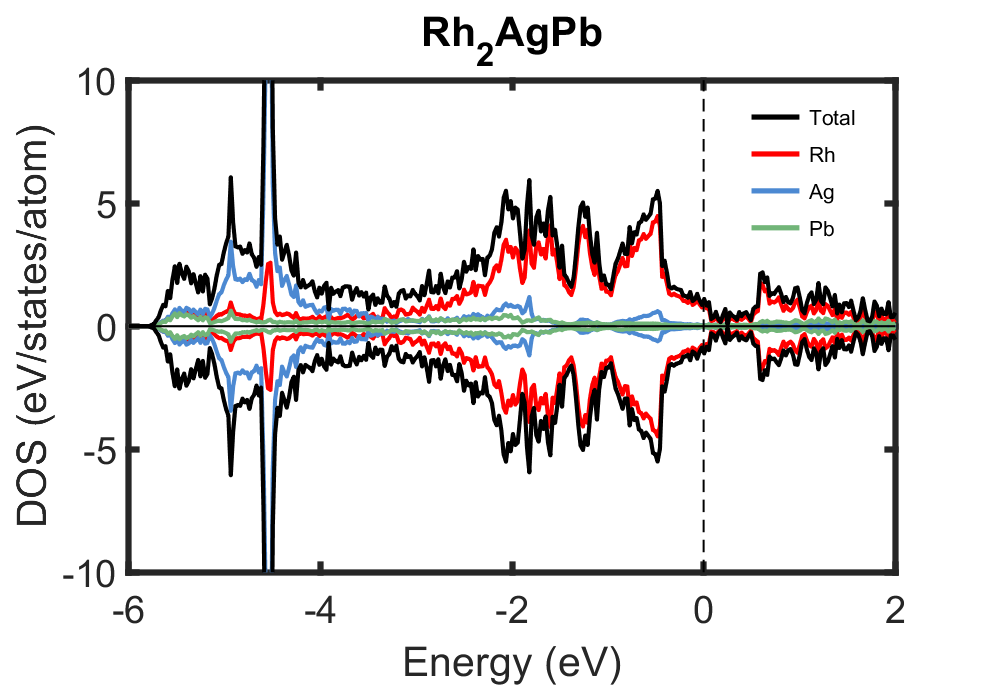 Rh₂AgPb
10
5
0
-5
-10
DOS (eV/states/atom)
Total
Rh
Ag
Pb
-6 -4 -2 0 2
Energy (eV)